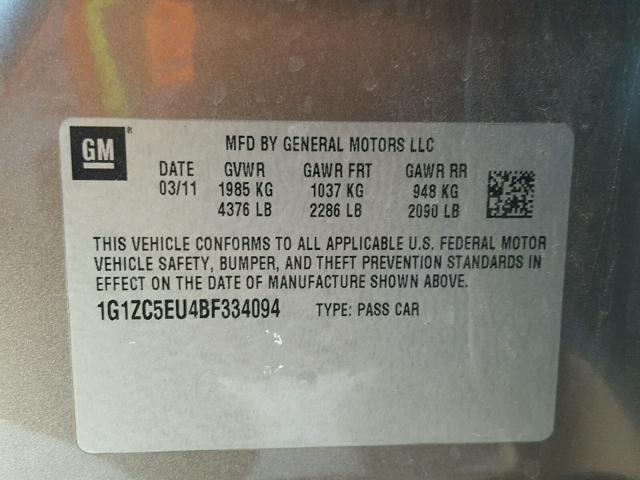 GM
MFD BY GENERAL MOTORS LLC
DATE GVWR GAWR FRT GAWR RR
03/11 1985 KG 1037 KG 948 KG
4376 LB 2286 LB 2090 LB
THIS VEHICLE CONFORMS TO ALL APPLICABLE U.S. FEDERAL MOTOR
VEHICLE SAFETY, BUMPER, AND THEFT PREVENTION STANDARDS IN
EFFECT ON THE DATE OF MANUFACTURE SHOWN ABOVE.
1G1ZC5EU4BF334094 TYPE: PASS CAR